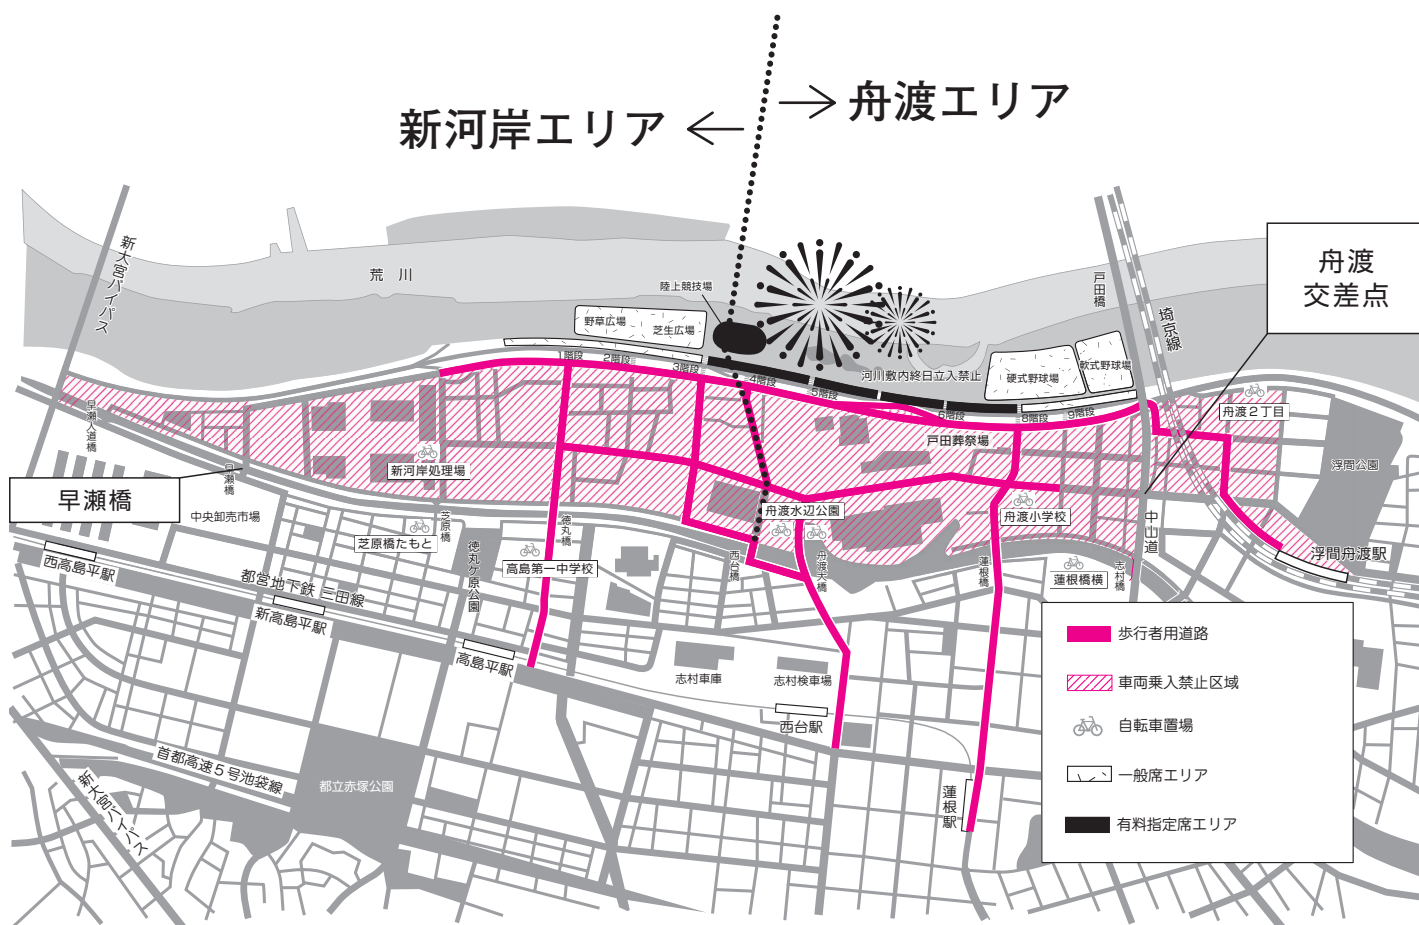 新河岸エリア ←
→ 舟渡エリア
舟渡
交差点
新大宮バイパス
荒川
陸上競技場
戸田橋
埼京線
野草広場
芝生広場
1階段
2階段
3階段
4階段
5階段
6階段
8階段
9階段
河川敷内終日立入禁止
硬式野球場
軟式野球場
舟渡2丁目
早瀬人道橋
早瀬橋
早瀬橋
新河岸処理場
戸田葬祭場
浮間公園
中央卸売市場
芝原橋たもと
芝原橋
徳丸ヶ原公園
高島第一中学校
徳丸橋
西台橋
舟渡水辺公園
舟渡大橋
舟渡小学校
蓮根橋
蓮根橋横
志村橋
中山道
浮間舟渡駅
西高島平駅
都営地下鉄 三田線
新高島平駅
高島平駅
志村車庫
志村検車場
西台駅
蓮根駅
首都高速5号池袋線
新大宮バイパス
都立赤塚公園
歩行者用道路
車両乗入禁止区域
自転車置場
一般席エリア
有料指定席エリア